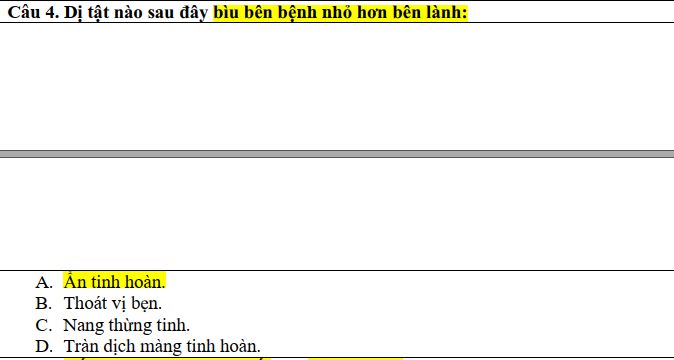 Câu 4. Dị tật nào sau đây bìu bên bệnh nhỏ hơn bên lành:
A. Ẩn tinh hoàn.
B. Thoát vị bẹn.
C. Nang thừng tinh.
D. Tràn dịch màng tinh hoàn.